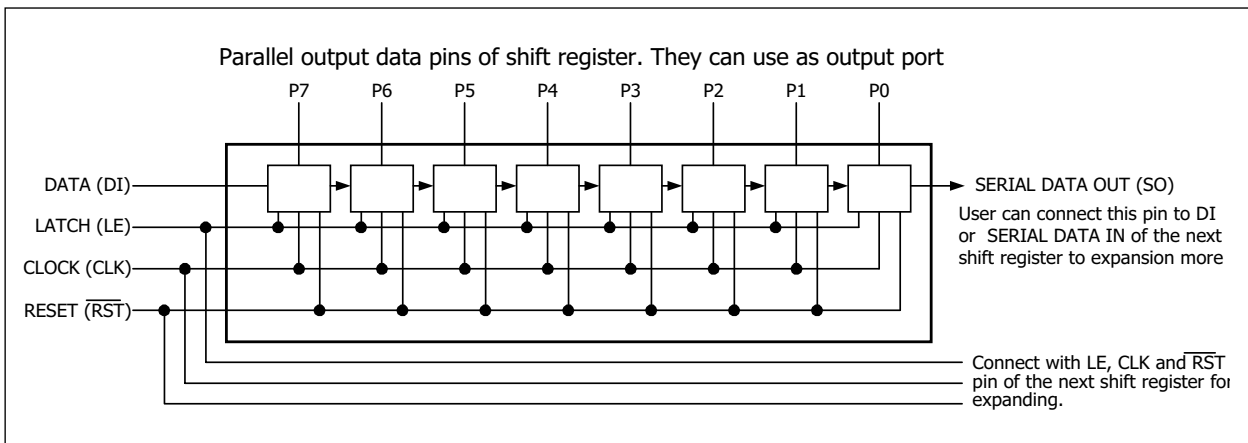 Parallel output data pins of shift register. They can use as output port
P7 P6 P5 P4 P3 P2 P1 P0
DATA (DI)
LATCH (LE)
CLOCK (CLK)
RESET (R̅S̅T̅)
SERIAL DATA OUT (SO)
User can connect this pin to DI
or SERIAL DATA IN of the next
shift register to expansion more
Connect with LE, CLK and R̅S̅T̅
pin of the next shift register for
expanding.